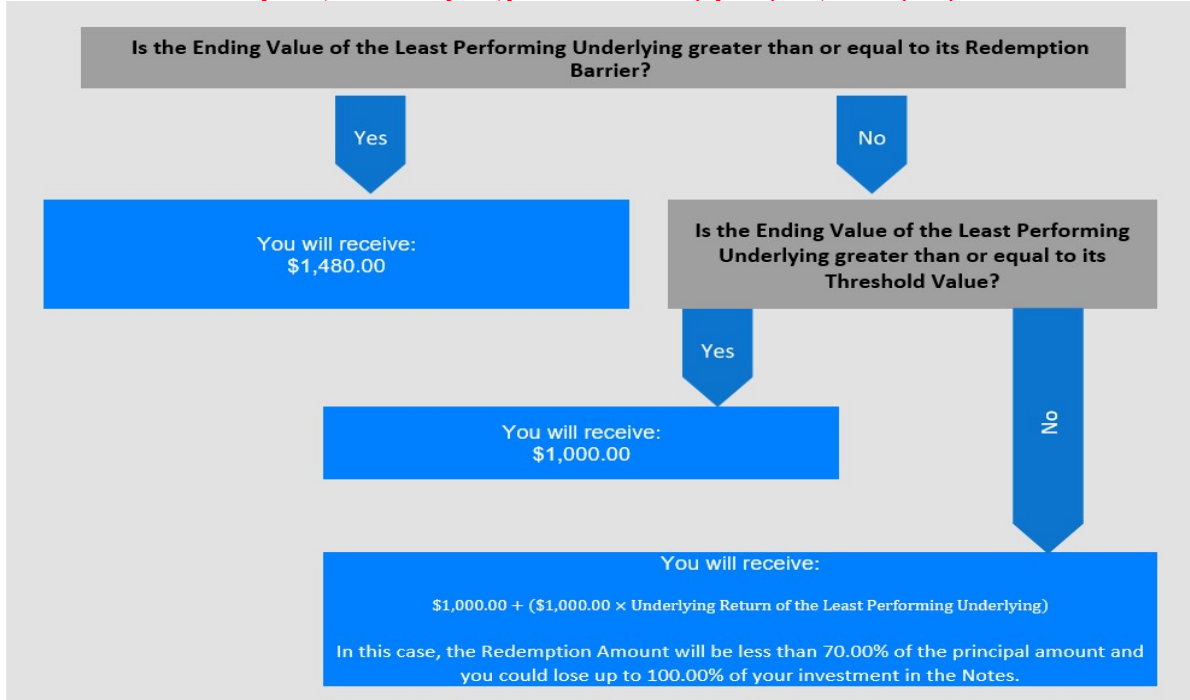 Is the Ending Value of the Least Performing Underlying greater than or equal to its Redemption
Barrier?
Yes
No
You will receive:
$1,480.00
Is the Ending Value of the Least Performing
Underlying greater than or equal to its
Threshold Value?
Yes
No
You will receive:
$1,000.00
You will receive:
$1,000.00 + ($1,000.00 × Underlying Return of the Least Performing Underlying)
In this case, the Redemption Amount will be less than 70.00% of the principal amount and
you could lose up to 100.00% of your investment in the Notes.